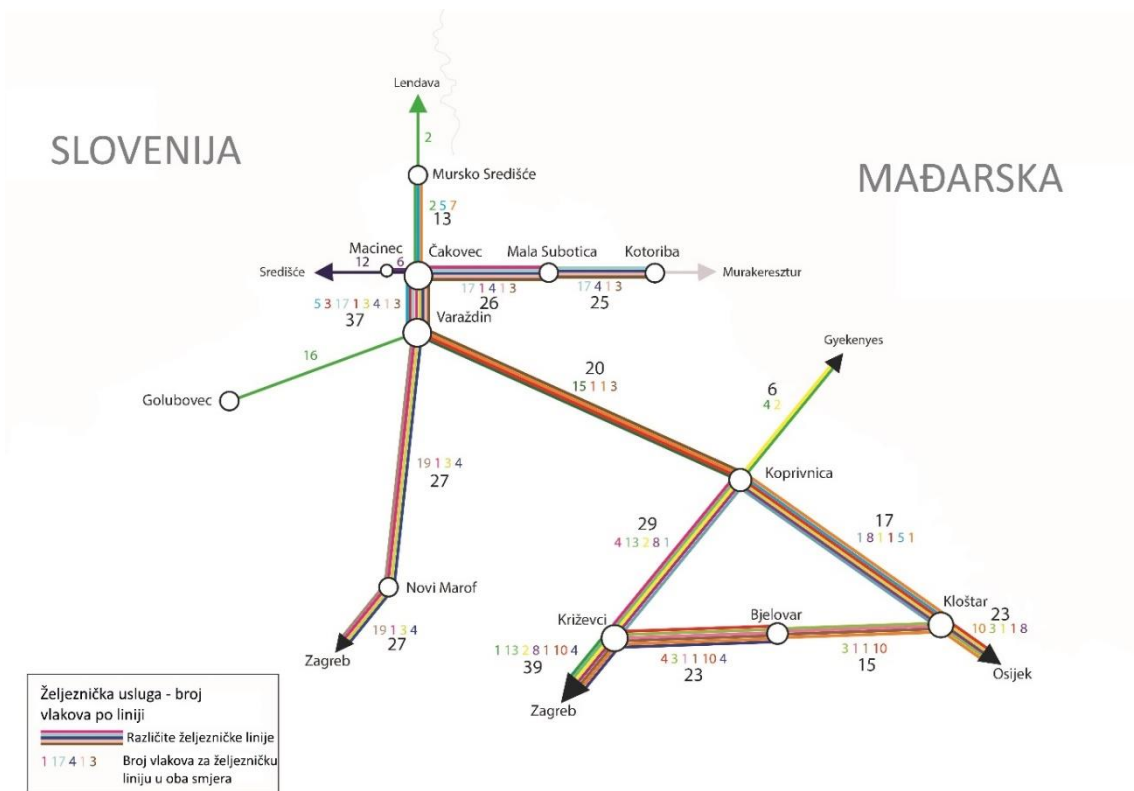 Lendava
2
SLOVENIJA
MAĐARSKA
Mursko Središće
2 5 7
13
Macinec
Čakovec
Mala Subotica
Kotoriba
12
6
Središće
Murakeresztur
17 1 4 1 3
26
17 4 1 3
25
5 3 17 1 3 4 1 3
37
Varaždin
16
Golubovec
20
15 1 1 3
Gyekenyes
6
4 2
19 1 3 4
27
Koprivnica
29
4 13 2 8 1
17
1 8 1 1 5 1
Novi Marof
19 1 3 4
27
Zagreb
Križevci
Bjelovar
Kloštar
23
10 3 1 1 8
1 13 2 8 1 10 4
39
4 3 1 1 10 4
23
3 1 1 10
15
Osijek
Zagreb
Željeznička usluga - broj
vlakova po liniji
Različite željezničke linije
1 17 4 1 3
Broj vlakova za željezničku
liniju u oba smjera